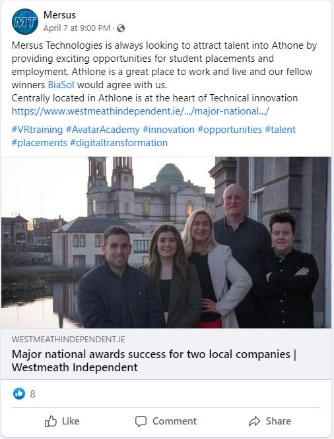 MT
Mersus
April 7 at 9:00 PM ·
Mersus Technologies is always looking to attract talent into Athone by
providing exciting opportunities for student placements and
employment. Athlone is a great place to work and live and our fellow
winners BiaSol would agree with us.
Centrally located in Athlone is at the heart of Technical innovation
https://www.westmeathindependent.ie/.../major-national.../
#VRtraining #AvatarAcademy #innovation #opportunities #talent
#placements #digitaltransformation
WESTMEATHINDEPENDENT.IE
Major national awards success for two local companies |
Westmeath Independent
8
Like Comment Share